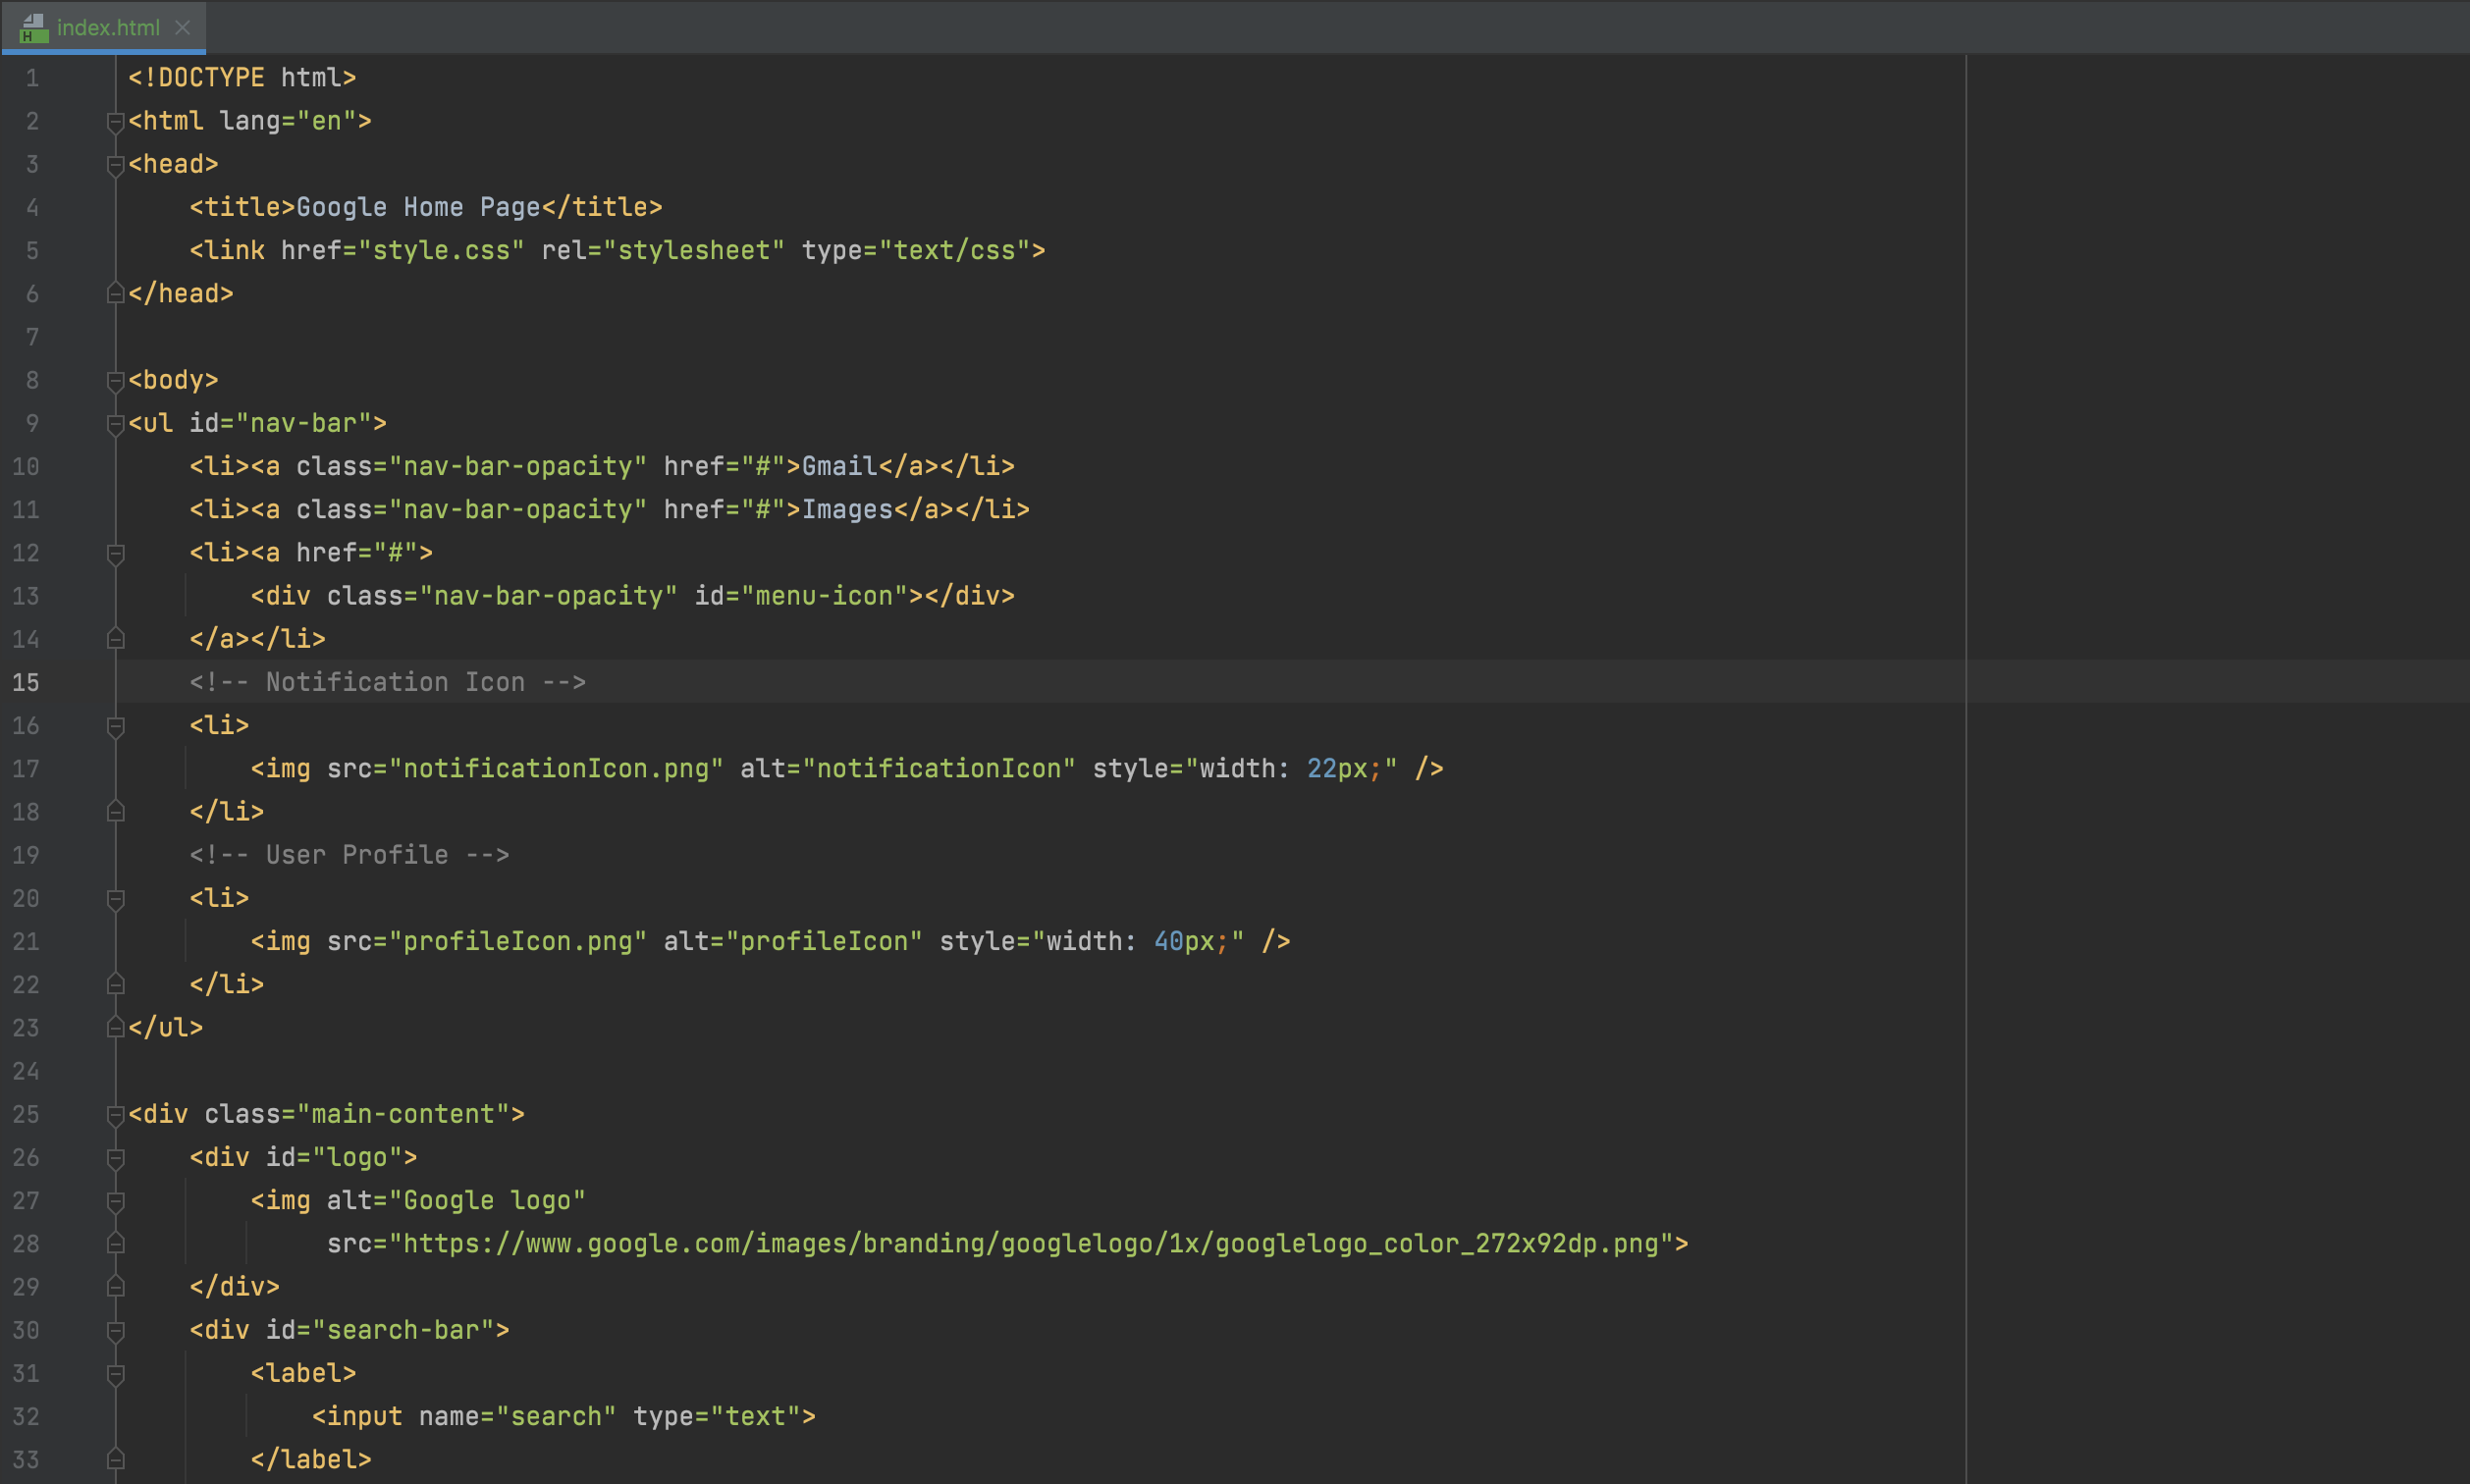 index.html
1 <!DOCTYPE html>
2 <html lang="en">
3 <head>
4     <title>Google Home Page</title>
5     <link href="style.css" rel="stylesheet" type="text/css">
6 </head>
7
8 <body>
9 <ul id="nav-bar">
10     <li><a class="nav-bar-opacity" href="#">Gmail</a></li>
11     <li><a class="nav-bar-opacity" href="#">Images</a></li>
12     <li><a href="#">
13         <div class="nav-bar-opacity" id="menu-icon"></div>
14     </a></li>
15     <!-- Notification Icon -->
16     <li>
17         <img src="notificationIcon.png" alt="notificationIcon" style="width: 22px;" />
18     </li>
19     <!-- User Profile -->
20     <li>
21         <img src="profileIcon.png" alt="profileIcon" style="width: 40px;" />
22     </li>
23 </ul>
24
25 <div class="main-content">
26     <div id="logo">
27         <img alt="Google logo"
28              src="https://www.google.com/images/branding/googlelogo/1x/googlelogo_color_272x92dp.png">
29     </div>
30     <div id="search-bar">
31         <label>
32             <input name="search" type="text">
33         </label>